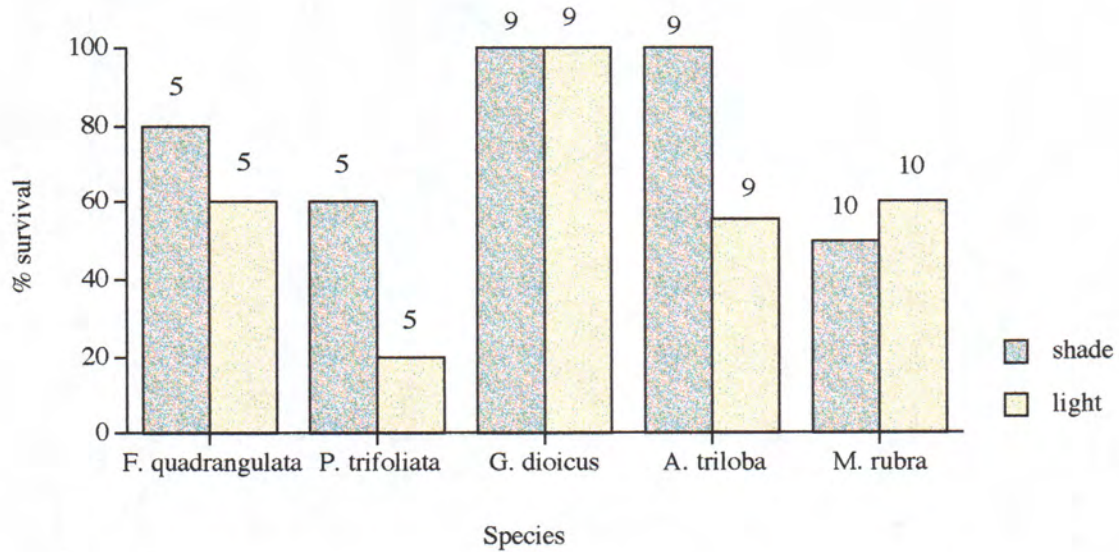 9 9 9
100
5
80
5 5
10
9
60
10
% survival
40
5
20
shade
light
0
F. quadrangulata P. trifoliata G. dioicus A. triloba M. rubra
Species